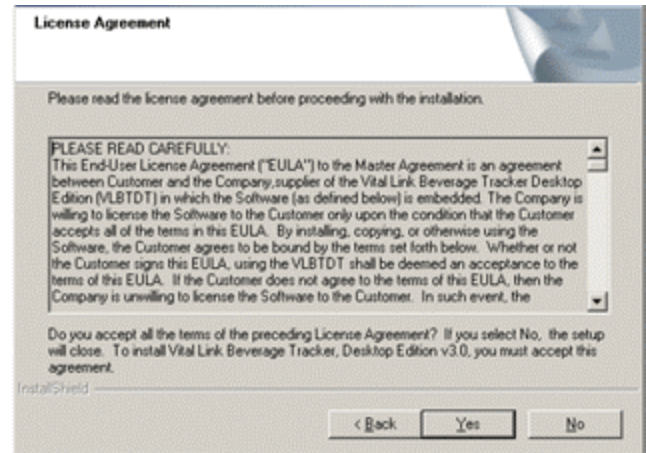 License Agreement
Please read the license agreement before proceeding with the installation.
PLEASE READ CAREFULLY:
This End-User License Agreement ("EULA") to the Master Agreement is an agreement
between Customer and the Company,supplier of the Vital Link Beverage Tracker Desktop
Edition (VLBTDT) in which the Software (as defined below) is embedded. The Company is
willing to license the Software to the Customer only upon the condition that the Customer
accepts all of the terms in this EULA. By installing, copying, or otherwise using the
Software, the Customer agrees to be bound by the terms set forth below. Whether or not
the Customer signs this EULA, using the VLBTDT shall be deemed an acceptance to the
terms of this EULA. If the Customer does not agree to the terms of this EULA, then the
Company is unwilling to license the Software to the Customer. In such event, the
Do you accept all the terms of the preceding License Agreement? If you select No, the setup
will close. To install Vital Link Beverage Tracker, Desktop Edition v3.0, you must accept this
agreement.
InstallShield
< Back Yes No